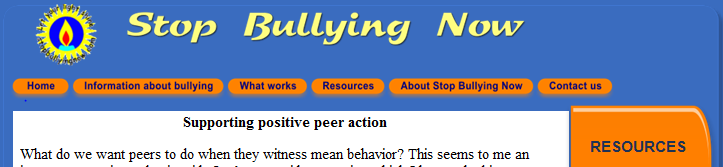 Stop Bullying Now
Home Information about bullying What works Resources About Stop Bullying Now Contact us
Supporting positive peer action
RESOURCES
What do we want peers to do when they witness mean behavior? This seems to me an